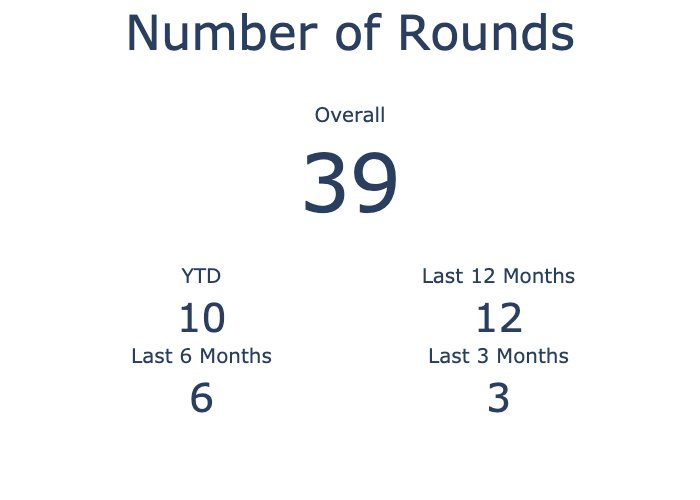 Number of Rounds
Overall
39
YTD
Last 12 Months
10
12
Last 6 Months
Last 3 Months
6
3